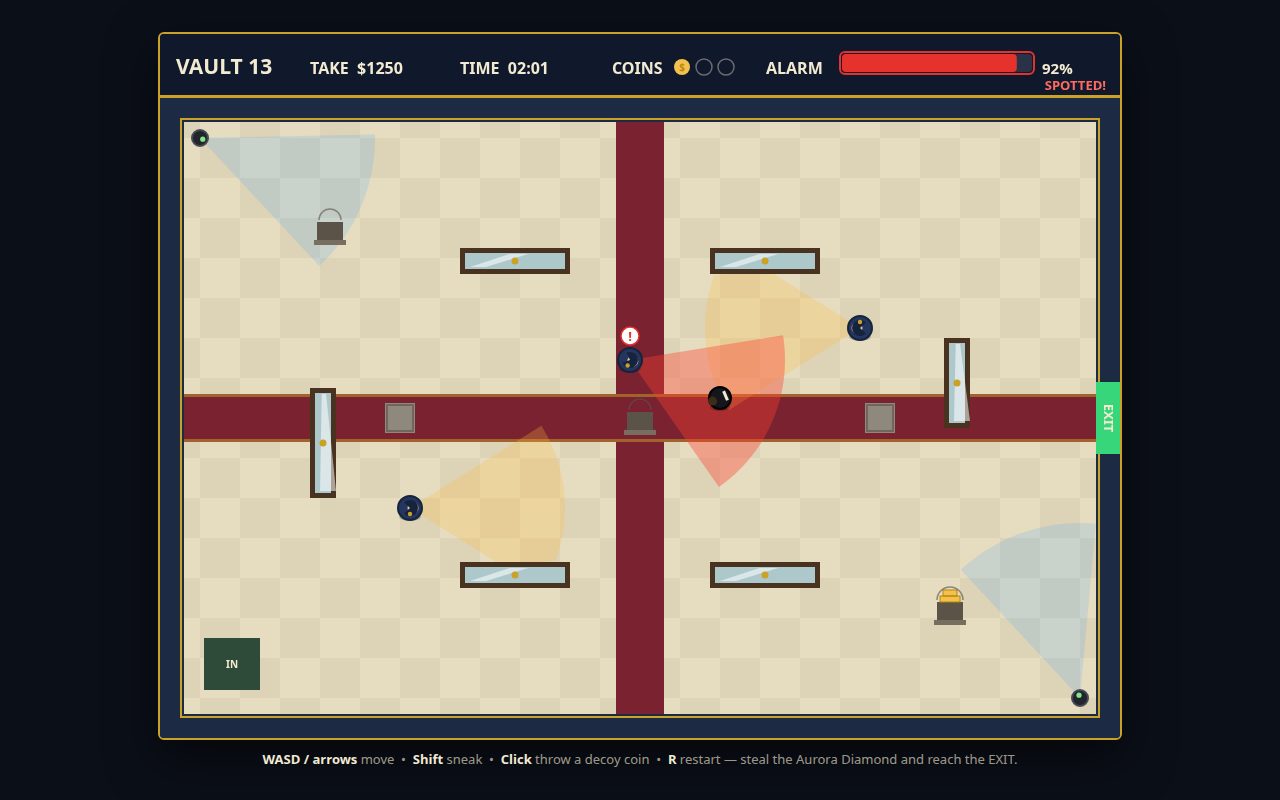 VAULT 13 TAKE $1250 TIME 02:01 COINS $ ALARM 92%
SPOTTED!
!
EXIT
IN
WASD / arrows move • Shift sneak • Click throw a decoy coin • R restart — steal the Aurora Diamond and reach the EXIT.